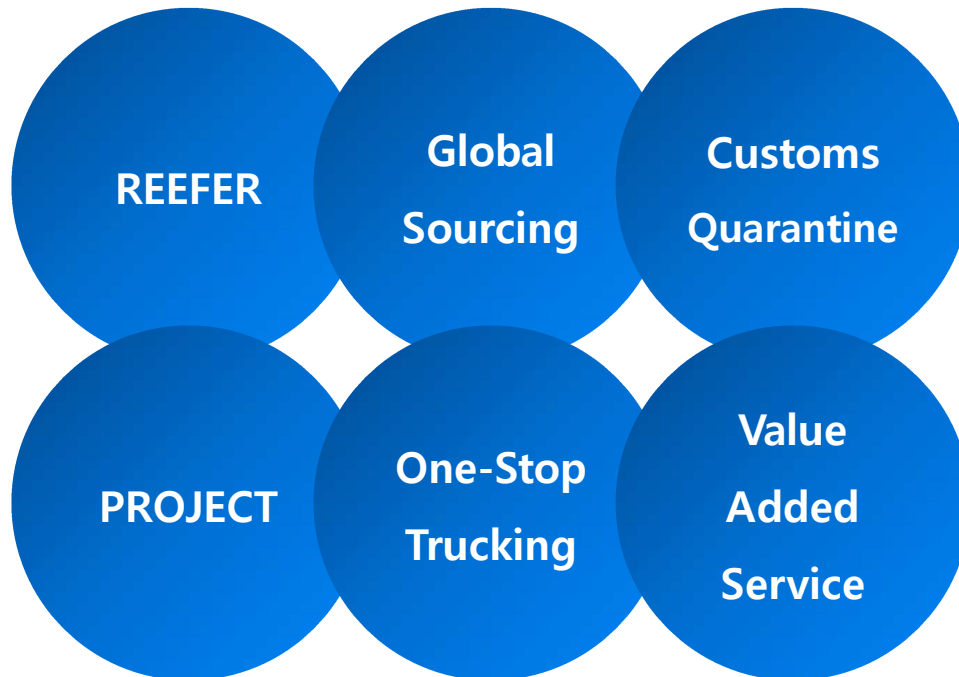 REEFER
Global
Sourcing
Customs
Quarantine
PROJECT
One-Stop
Trucking
Value
Added
Service